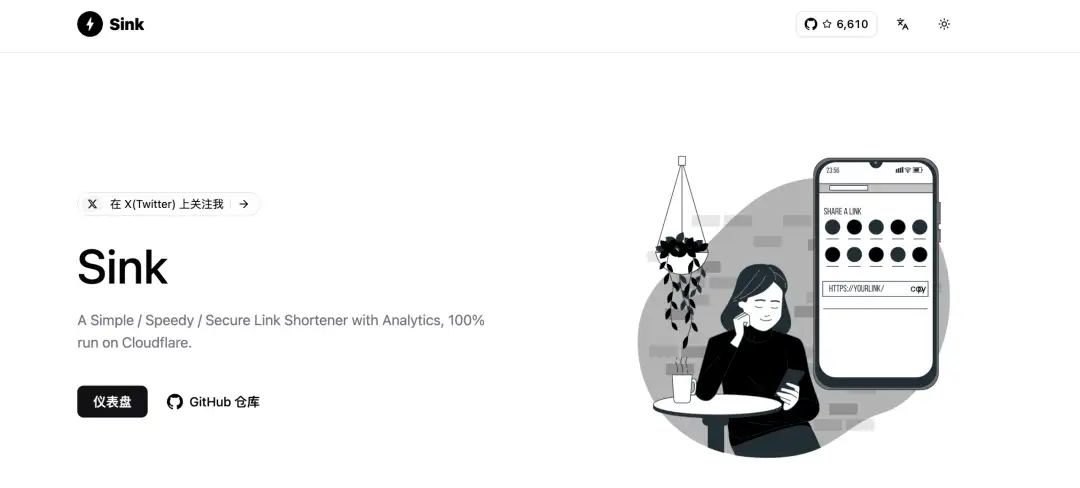 Sink
6,610
在 X(Twitter) 上关注我
Sink
A Simple / Speedy / Secure Link Shortener with Analytics, 100%
run on Cloudflare.
仪表盘
GitHub 仓库
23:56
SHARE A LINK
HTTPS://YOURLINK/ copy